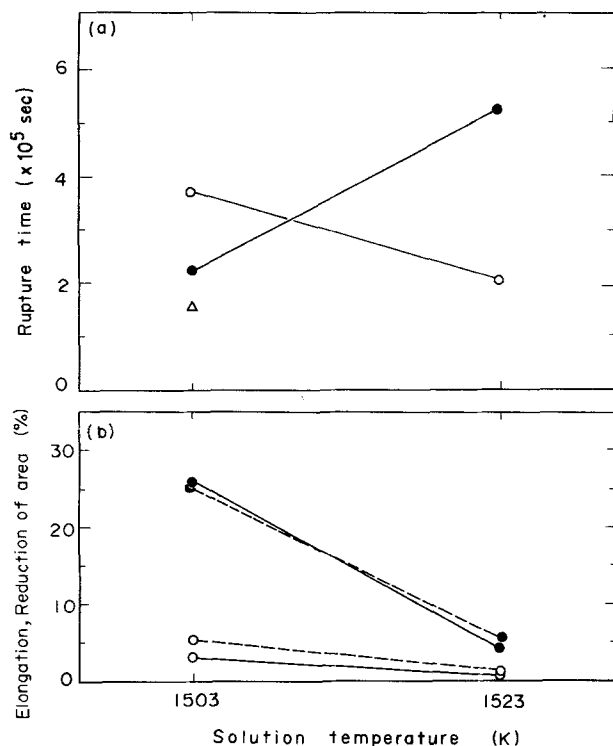 (a)
6
4
2
0
Rupture time (×10⁵ sec)
(b)
30
20
10
0
Elongation, Reduction of area (%)
1503
1523
Solution temperature (K)